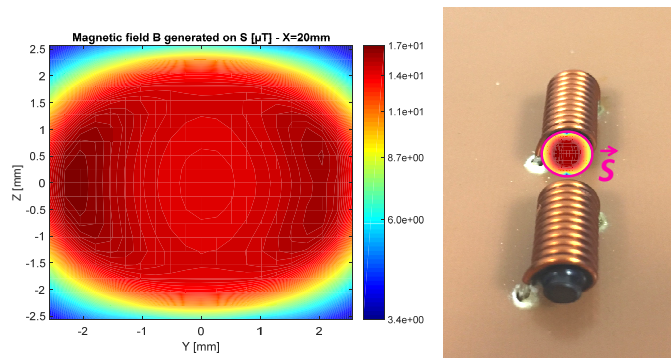 Magnetic field B generated on S [µT] - X=20mm
2.5
2
1.5
1
0.5
0
-0.5
-1
-1.5
-2
-2.5
Z [mm]
-2
-1
0
1
2
Y [mm]
1.7e+01
1.4e+01
1.1e+01
8.7e+00
6.0e+00
3.4e+00
S